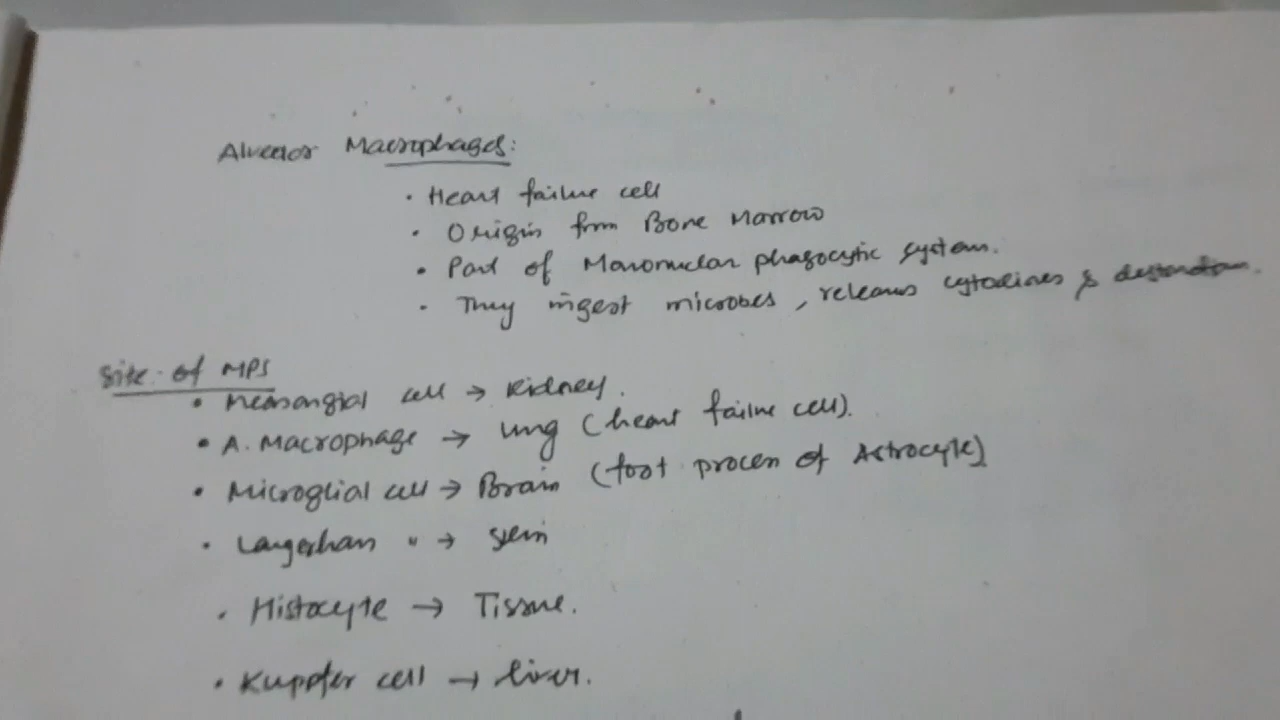 Alveolar Macrophages:
• Heart failure cell
• Origin from Bone Marrow
• Part of Mononuclear phagocytic system.
• They ingest microbes, releases cytokines &
Site of MPS
• Mesangial cell → Kidney.
• A. Macrophage → lung (heart failure cell).
• Microglial cell → Brain (foot process of Astrocyte)
• Langerhan " → skin
• Histocyte → Tissue.
• Kuppfer cell → liver.